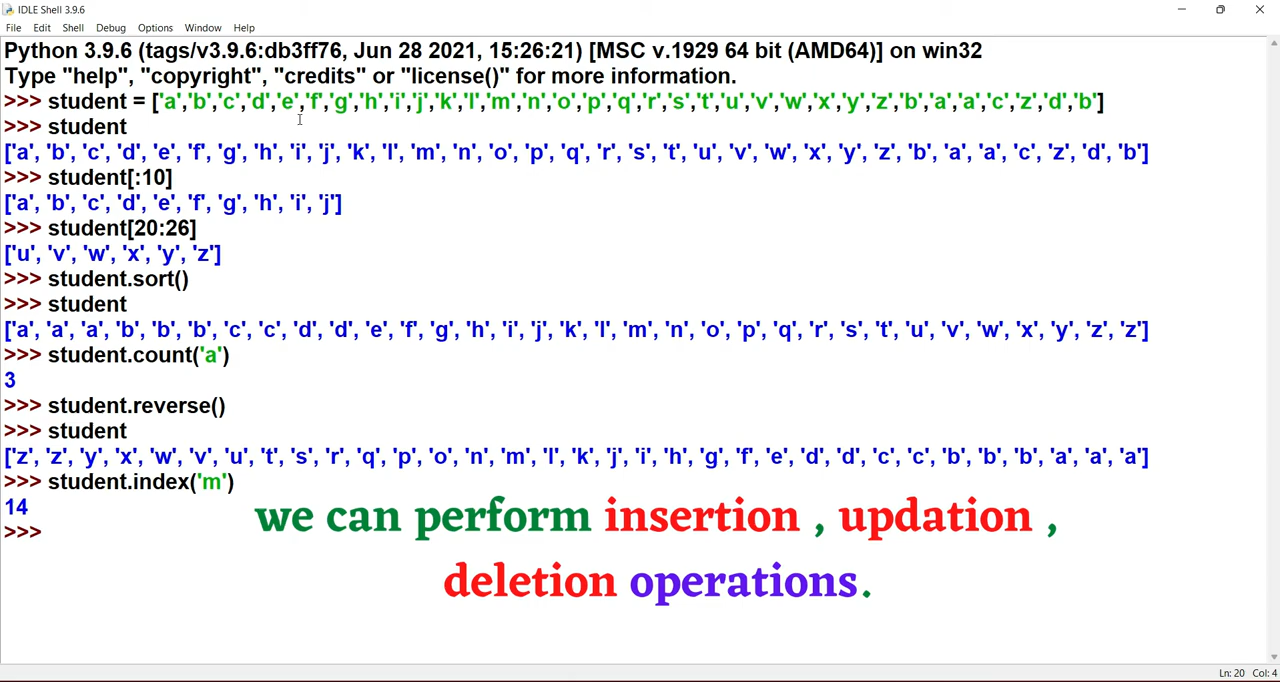 IDLE Shell 3.9.6
File Edit Shell Debug Options Window Help
Python 3.9.6 (tags/v3.9.6:db3ff76, Jun 28 2021, 15:26:21) [MSC v.1929 64 bit (AMD64)] on win32
Type "help", "copyright", "credits" or "license()" for more information.
>>> student = ['a','b','c','d','e','f','g','h','i','j','k','l','m','n','o','p','q','r','s','t','u','v','w','x','y','z','b','a','a','c','z','d','b']
>>> student
['a', 'b', 'c', 'd', 'e', 'f', 'g', 'h', 'i', 'j', 'k', 'l', 'm', 'n', 'o', 'p', 'q', 'r', 's', 't', 'u', 'v', 'w', 'x', 'y', 'z', 'b', 'a', 'a', 'c', 'z', 'd', 'b']
>>> student[:10]
['a', 'b', 'c', 'd', 'e', 'f', 'g', 'h', 'i', 'j']
>>> student[20:26]
['u', 'v', 'w', 'x', 'y', 'z']
>>> student.sort()
>>> student
['a', 'a', 'a', 'b', 'b', 'b', 'c', 'c', 'd', 'd', 'e', 'f', 'g', 'h', 'i', 'j', 'k', 'l', 'm', 'n', 'o', 'p', 'q', 'r', 's', 't', 'u', 'v', 'w', 'x', 'y', 'z', 'z']
>>> student.count('a')
3
>>> student.reverse()
>>> student
['z', 'z', 'y', 'x', 'w', 'v', 'u', 't', 's', 'r', 'q', 'p', 'o', 'n', 'm', 'l', 'k', 'j', 'i', 'h', 'g', 'f', 'e', 'd', 'd', 'c', 'c', 'b', 'b', 'b', 'a', 'a', 'a']
>>> student.index('m')
14
>>>
we can perform insertion , updation ,
deletion operations.
Ln: 20 Col: 4